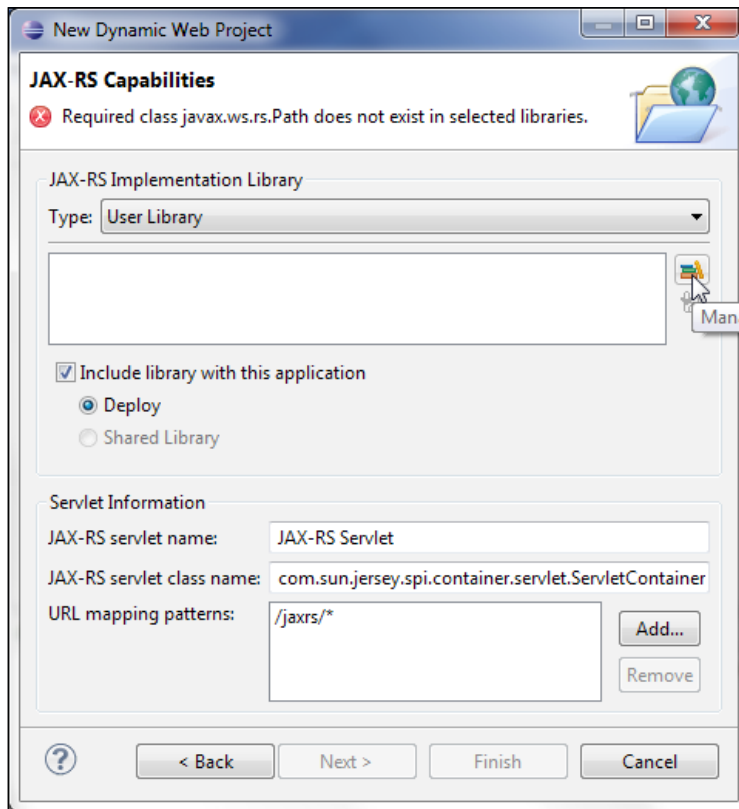 New Dynamic Web Project
JAX-RS Capabilities
Required class javax.ws.rs.Path does not exist in selected libraries.
JAX-RS Implementation Library
Type: User Library
Mana
Include library with this application
Deploy
Shared Library
Servlet Information
JAX-RS servlet name: JAX-RS Servlet
JAX-RS servlet class name: com.sun.jersey.spi.container.servlet.ServletContainer
URL mapping patterns: /jaxrs/*
Add...
Remove
? < Back Next > Finish Cancel